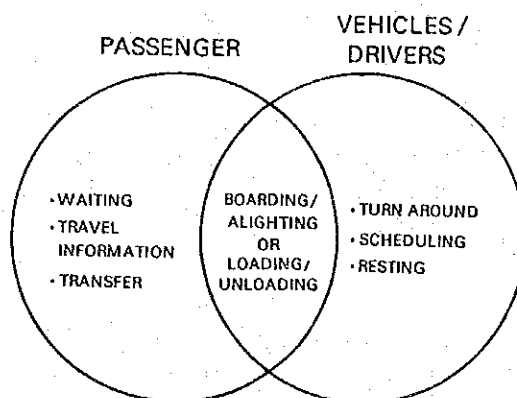 PASSENGER
VEHICLES/
DRIVERS
• WAITING
• TRAVEL
INFORMATION
• TRANSFER
BOARDING/
ALIGHTING
OR
LOADING/
UNLOADING
• TURN AROUND
• SCHEDULING
• RESTING